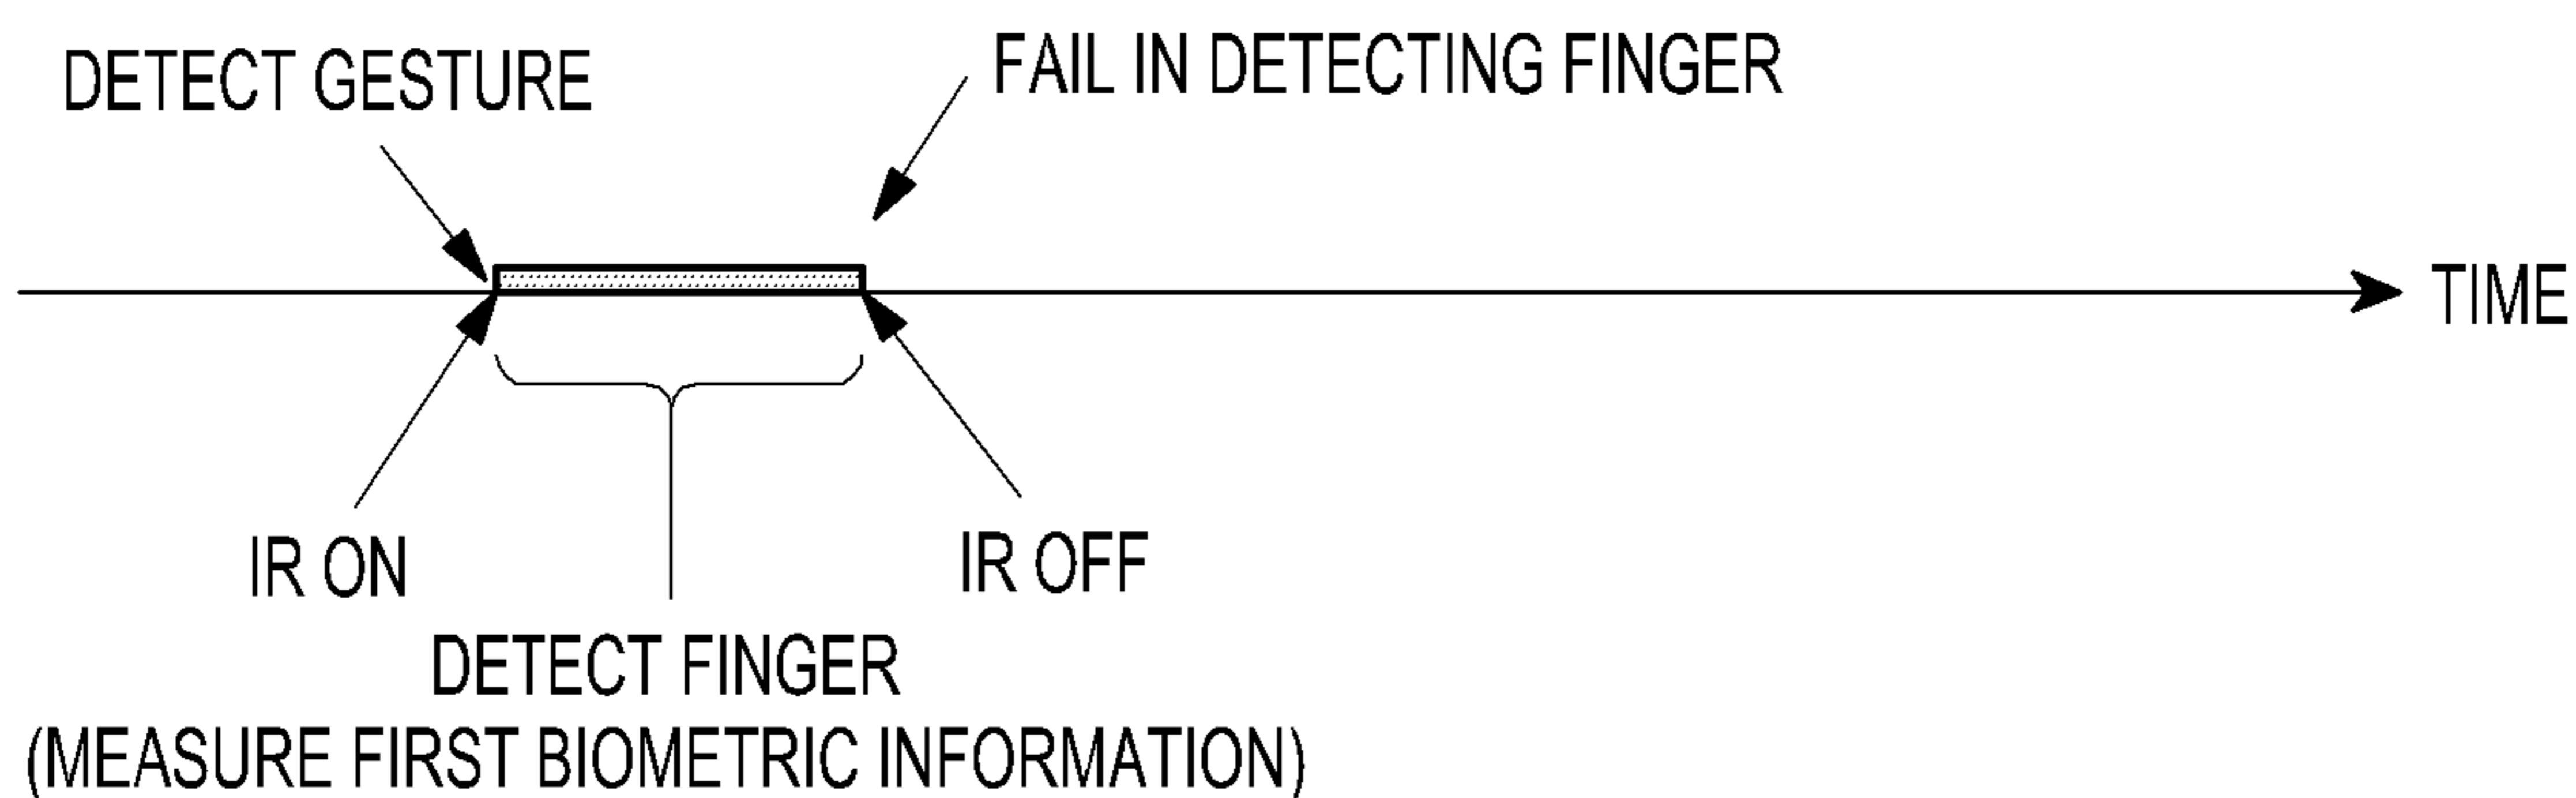 DETECT GESTURE
FAIL IN DETECTING FINGER
TIME
IR ON
IR OFF
DETECT FINGER
(MEASURE FIRST BIOMETRIC INFORMATION)